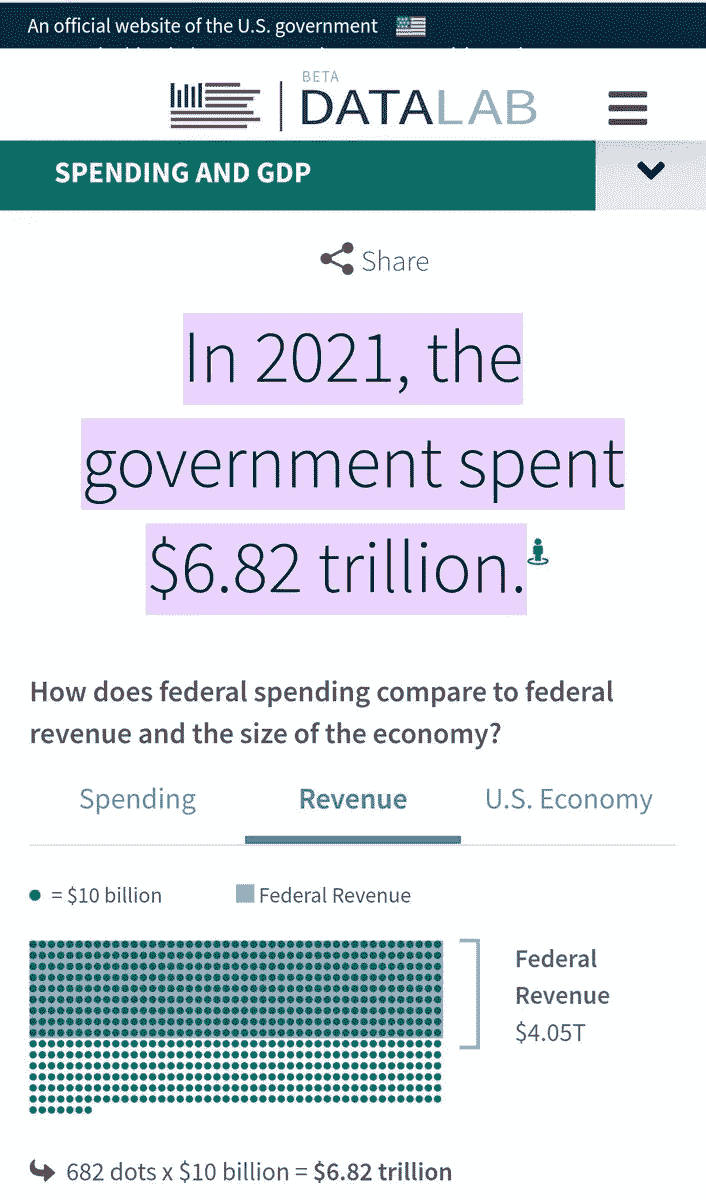 An official website of the U.S. government
BETA
DATALAB
SPENDING AND GDP
Share
In 2021, the
government spent
$6.82 trillion.
How does federal spending compare to federal
revenue and the size of the economy?
Spending Revenue U.S. Economy
= $10 billion Federal Revenue
Federal
Revenue
$4.05T
682 dots x $10 billion = $6.82 trillion